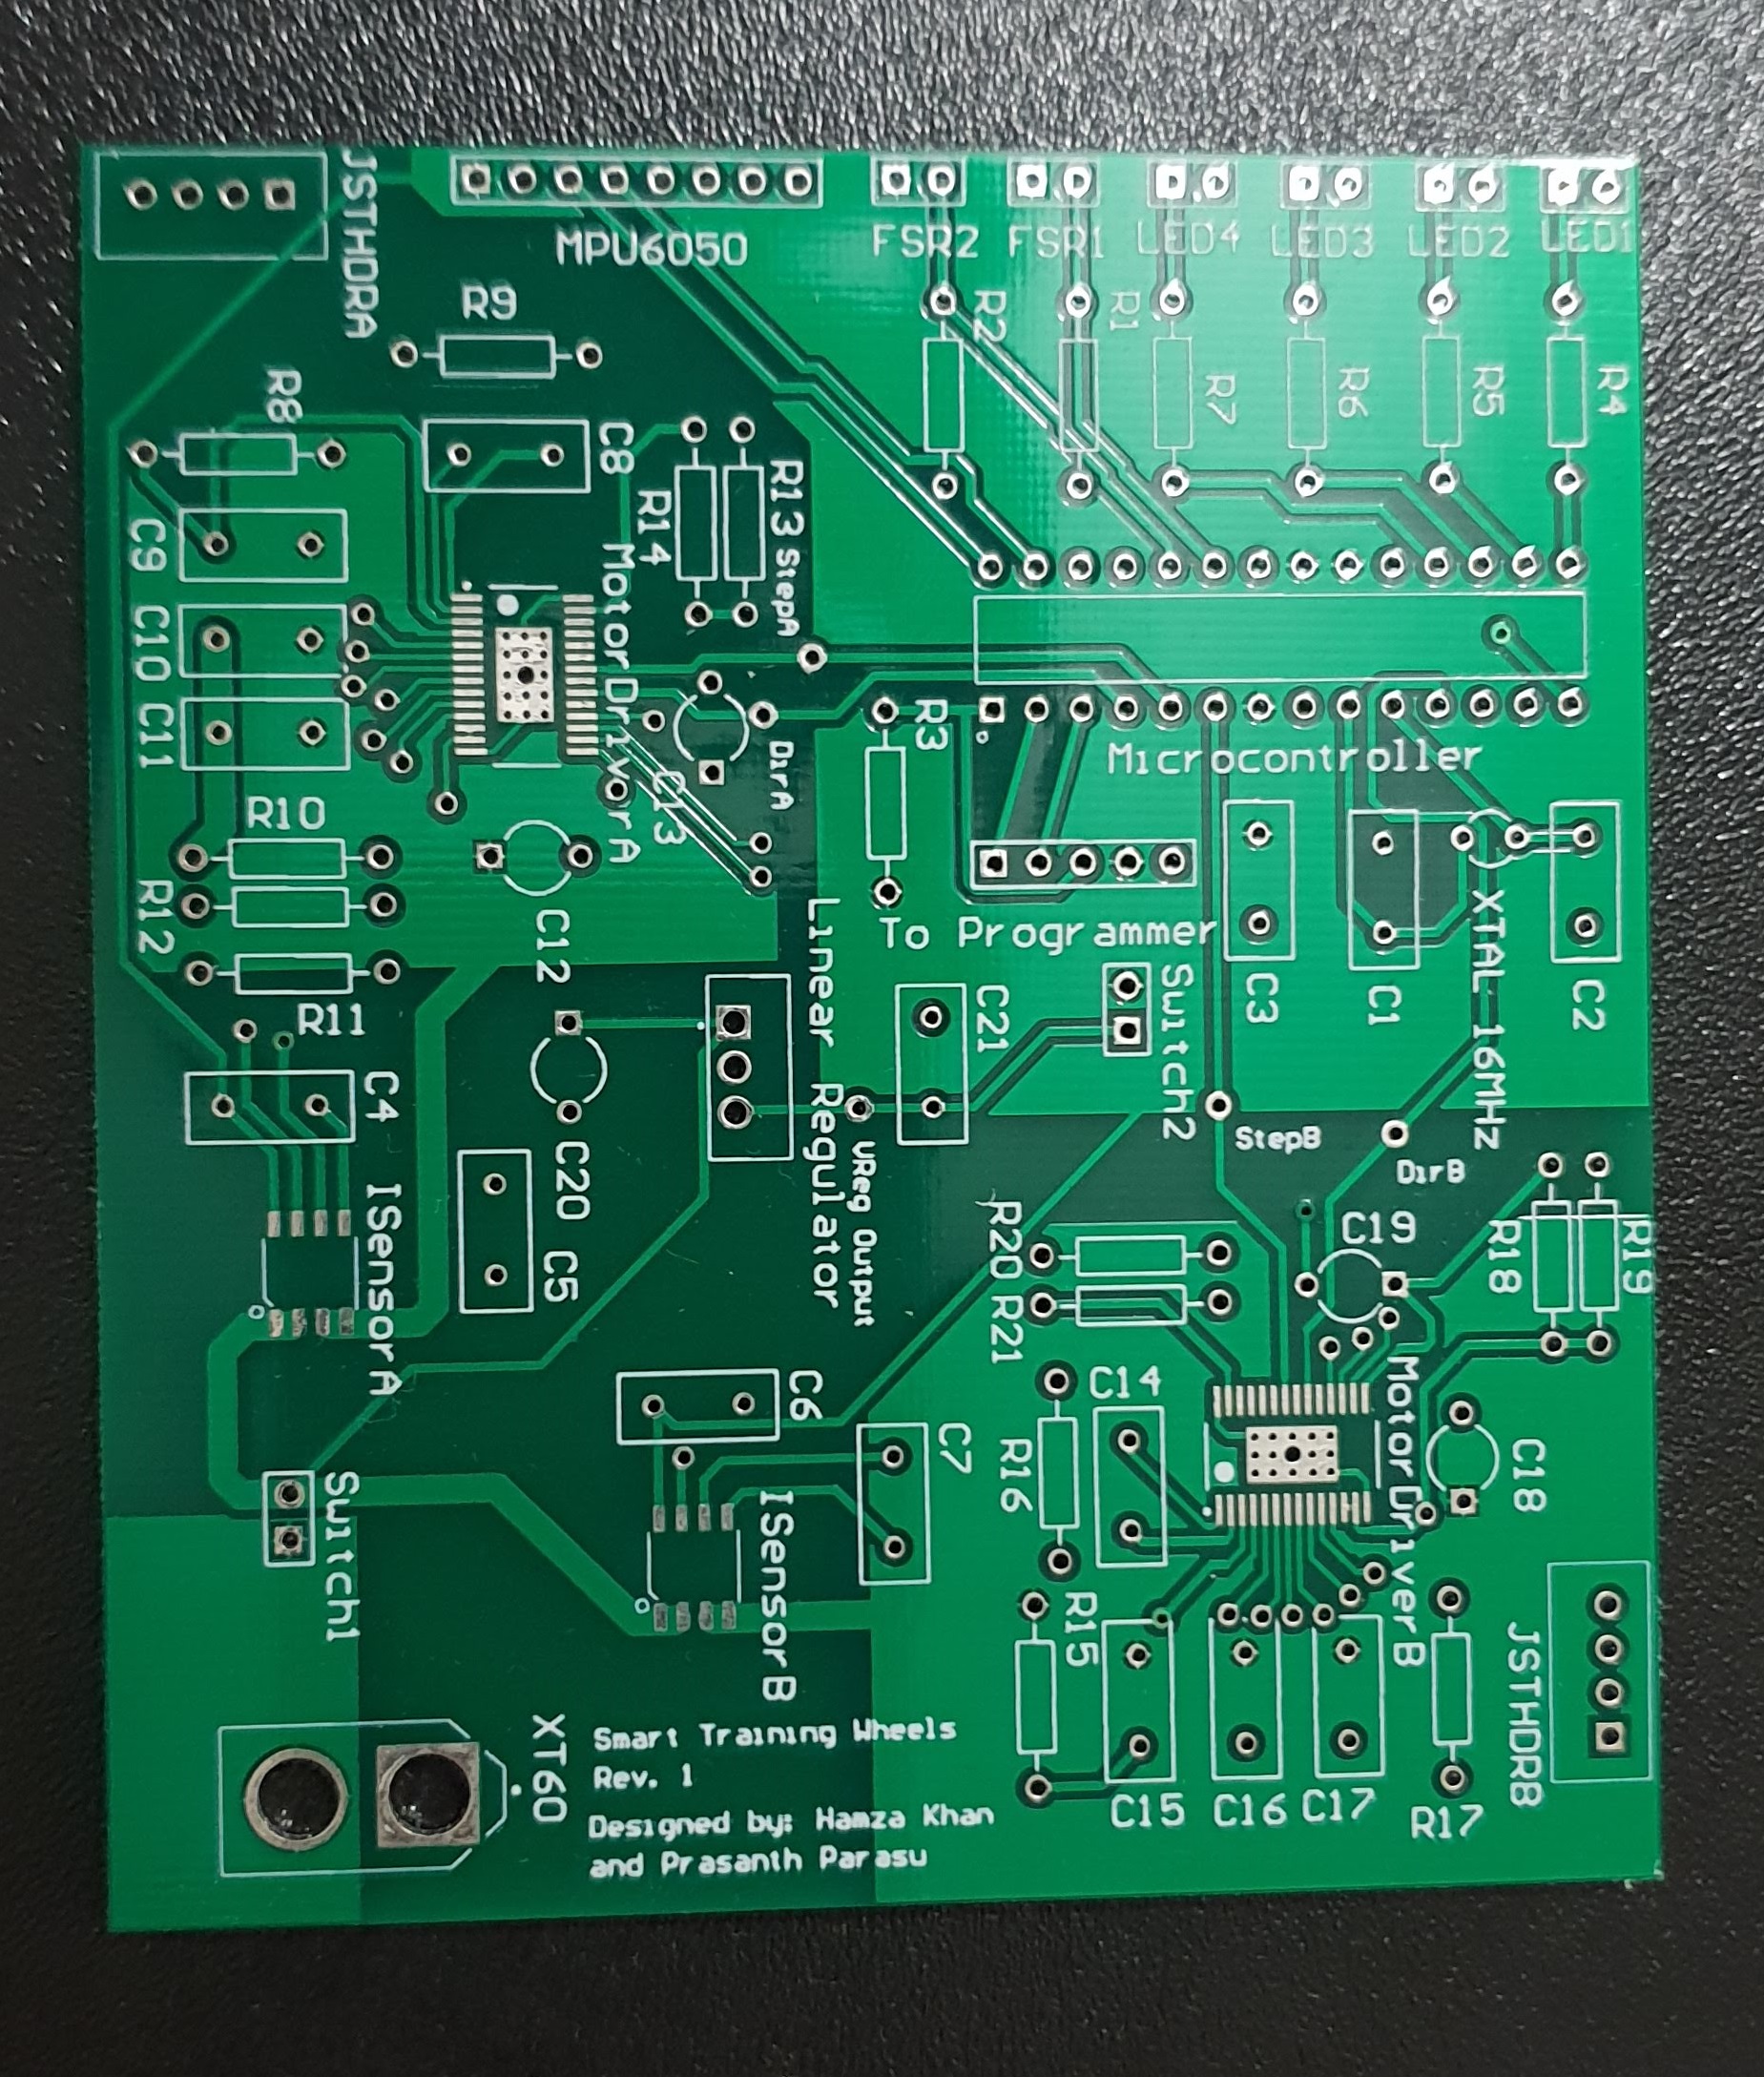 JSTHDRA
MPU6050
FSR2
FSR1
LED4
LED3
LED2
LED1
R9
R2
R1
R7
R6
R5
R4
R8
C8
R14
R13
StepA
C9
C10
C11
MotorDriverA
DirA
C13
R3
Microcontroller
R10
R12
R11
C12
To Programmer
C3
C1
XTAL-16MHz
C2
Linear Regulator
C21
Switch2
C4
C20
VReg Output
StepB
DirB
ISensorA
C5
R20
R21
C19
R18
R19
C6
C7
R16
C14
MotorDriverB
C18
Switch1
ISensorB
R15
JSTHDRB
XT60
Smart Training Wheels
Rev. 1
Designed by: Hamza Khan
and Prasanth Parasu
C15
C16
C17
R17